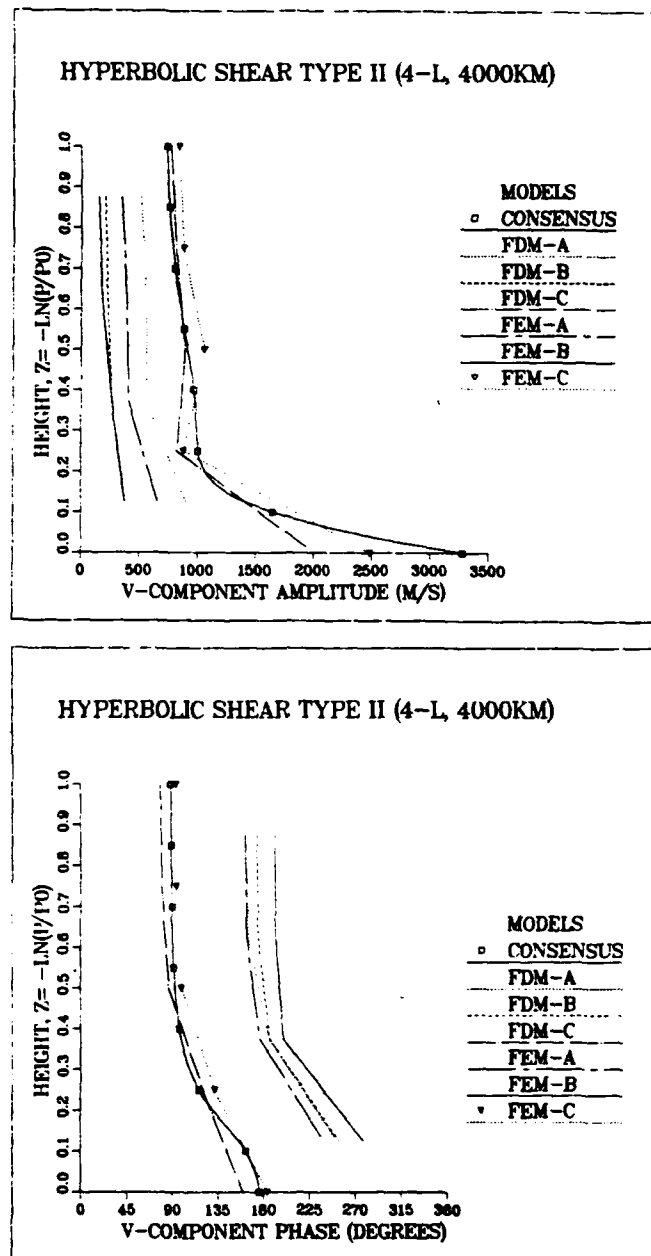 HYPERBOLIC SHEAR TYPE II (4-L, 4000KM)
HEIGHT, Z= -LN(P/P0)
1.0
0.9
0.8
0.7
0.6
0.5
0.4
0.3
0.2
0.1
0.0
0
500
1000
1500
2000
2500
3000
3500
V-COMPONENT AMPLITUDE (M/S)
MODELS
CONSENSUS
FDM-A
FDM-B
FDM-C
FEM-A
FEM-B
FEM-C
HYPERBOLIC SHEAR TYPE II (4-L, 4000KM)
HEIGHT, Z= -LN(P/P0)
1.0
0.9
0.8
0.7
0.6
0.5
0.4
0.3
0.2
0.1
0.0
0
45
90
135
180
225
270
315
360
V-COMPONENT PHASE (DEGREES)
MODELS
CONSENSUS
FDM-A
FDM-B
FDM-C
FEM-A
FEM-B
FEM-C